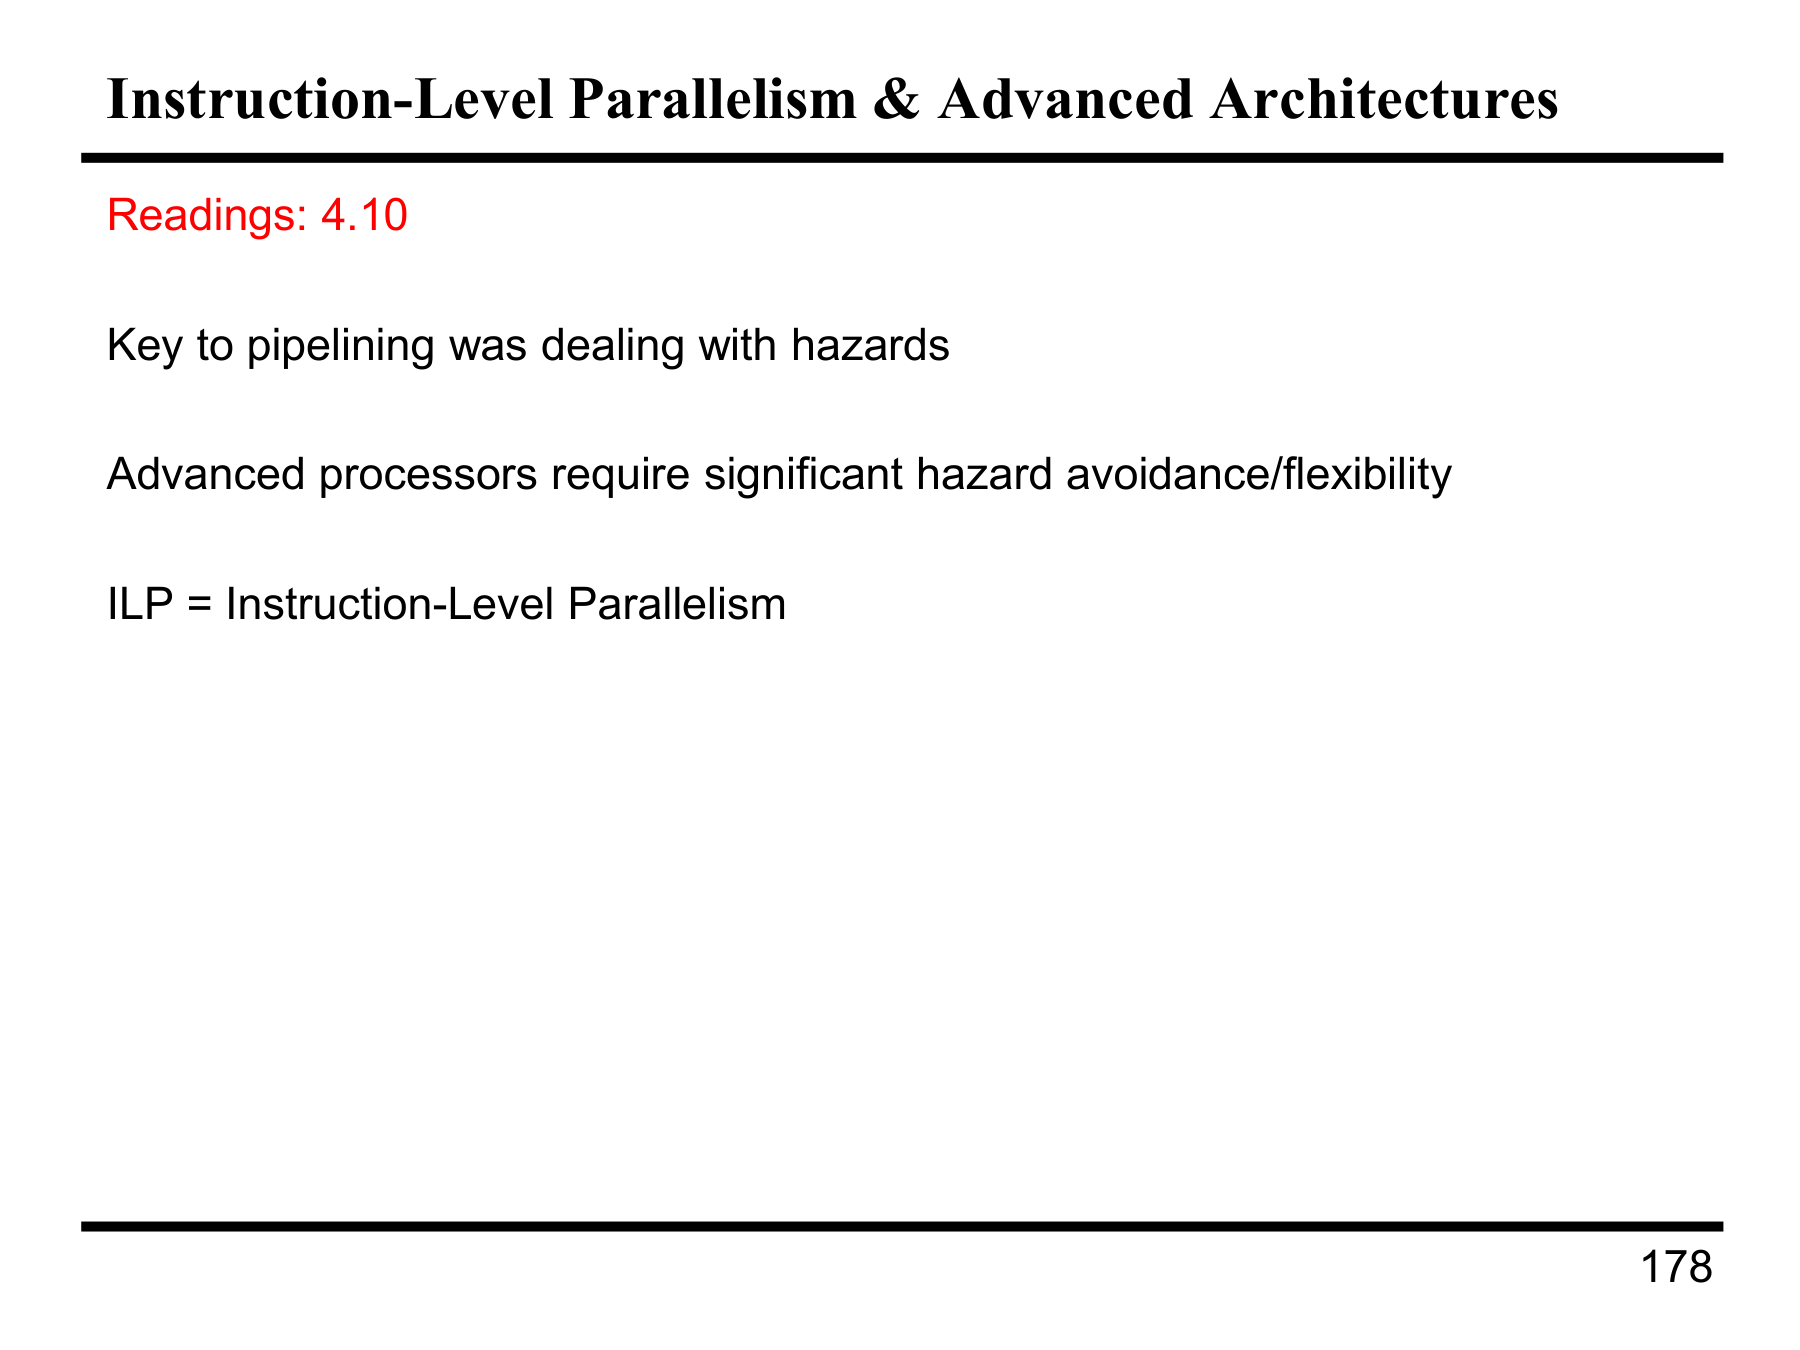 Instruction-Level Parallelism & Advanced Architectures
Readings: 4.10
Key to pipelining was dealing with hazards
Advanced processors require significant hazard avoidance/flexibility
ILP = Instruction-Level Parallelism
178